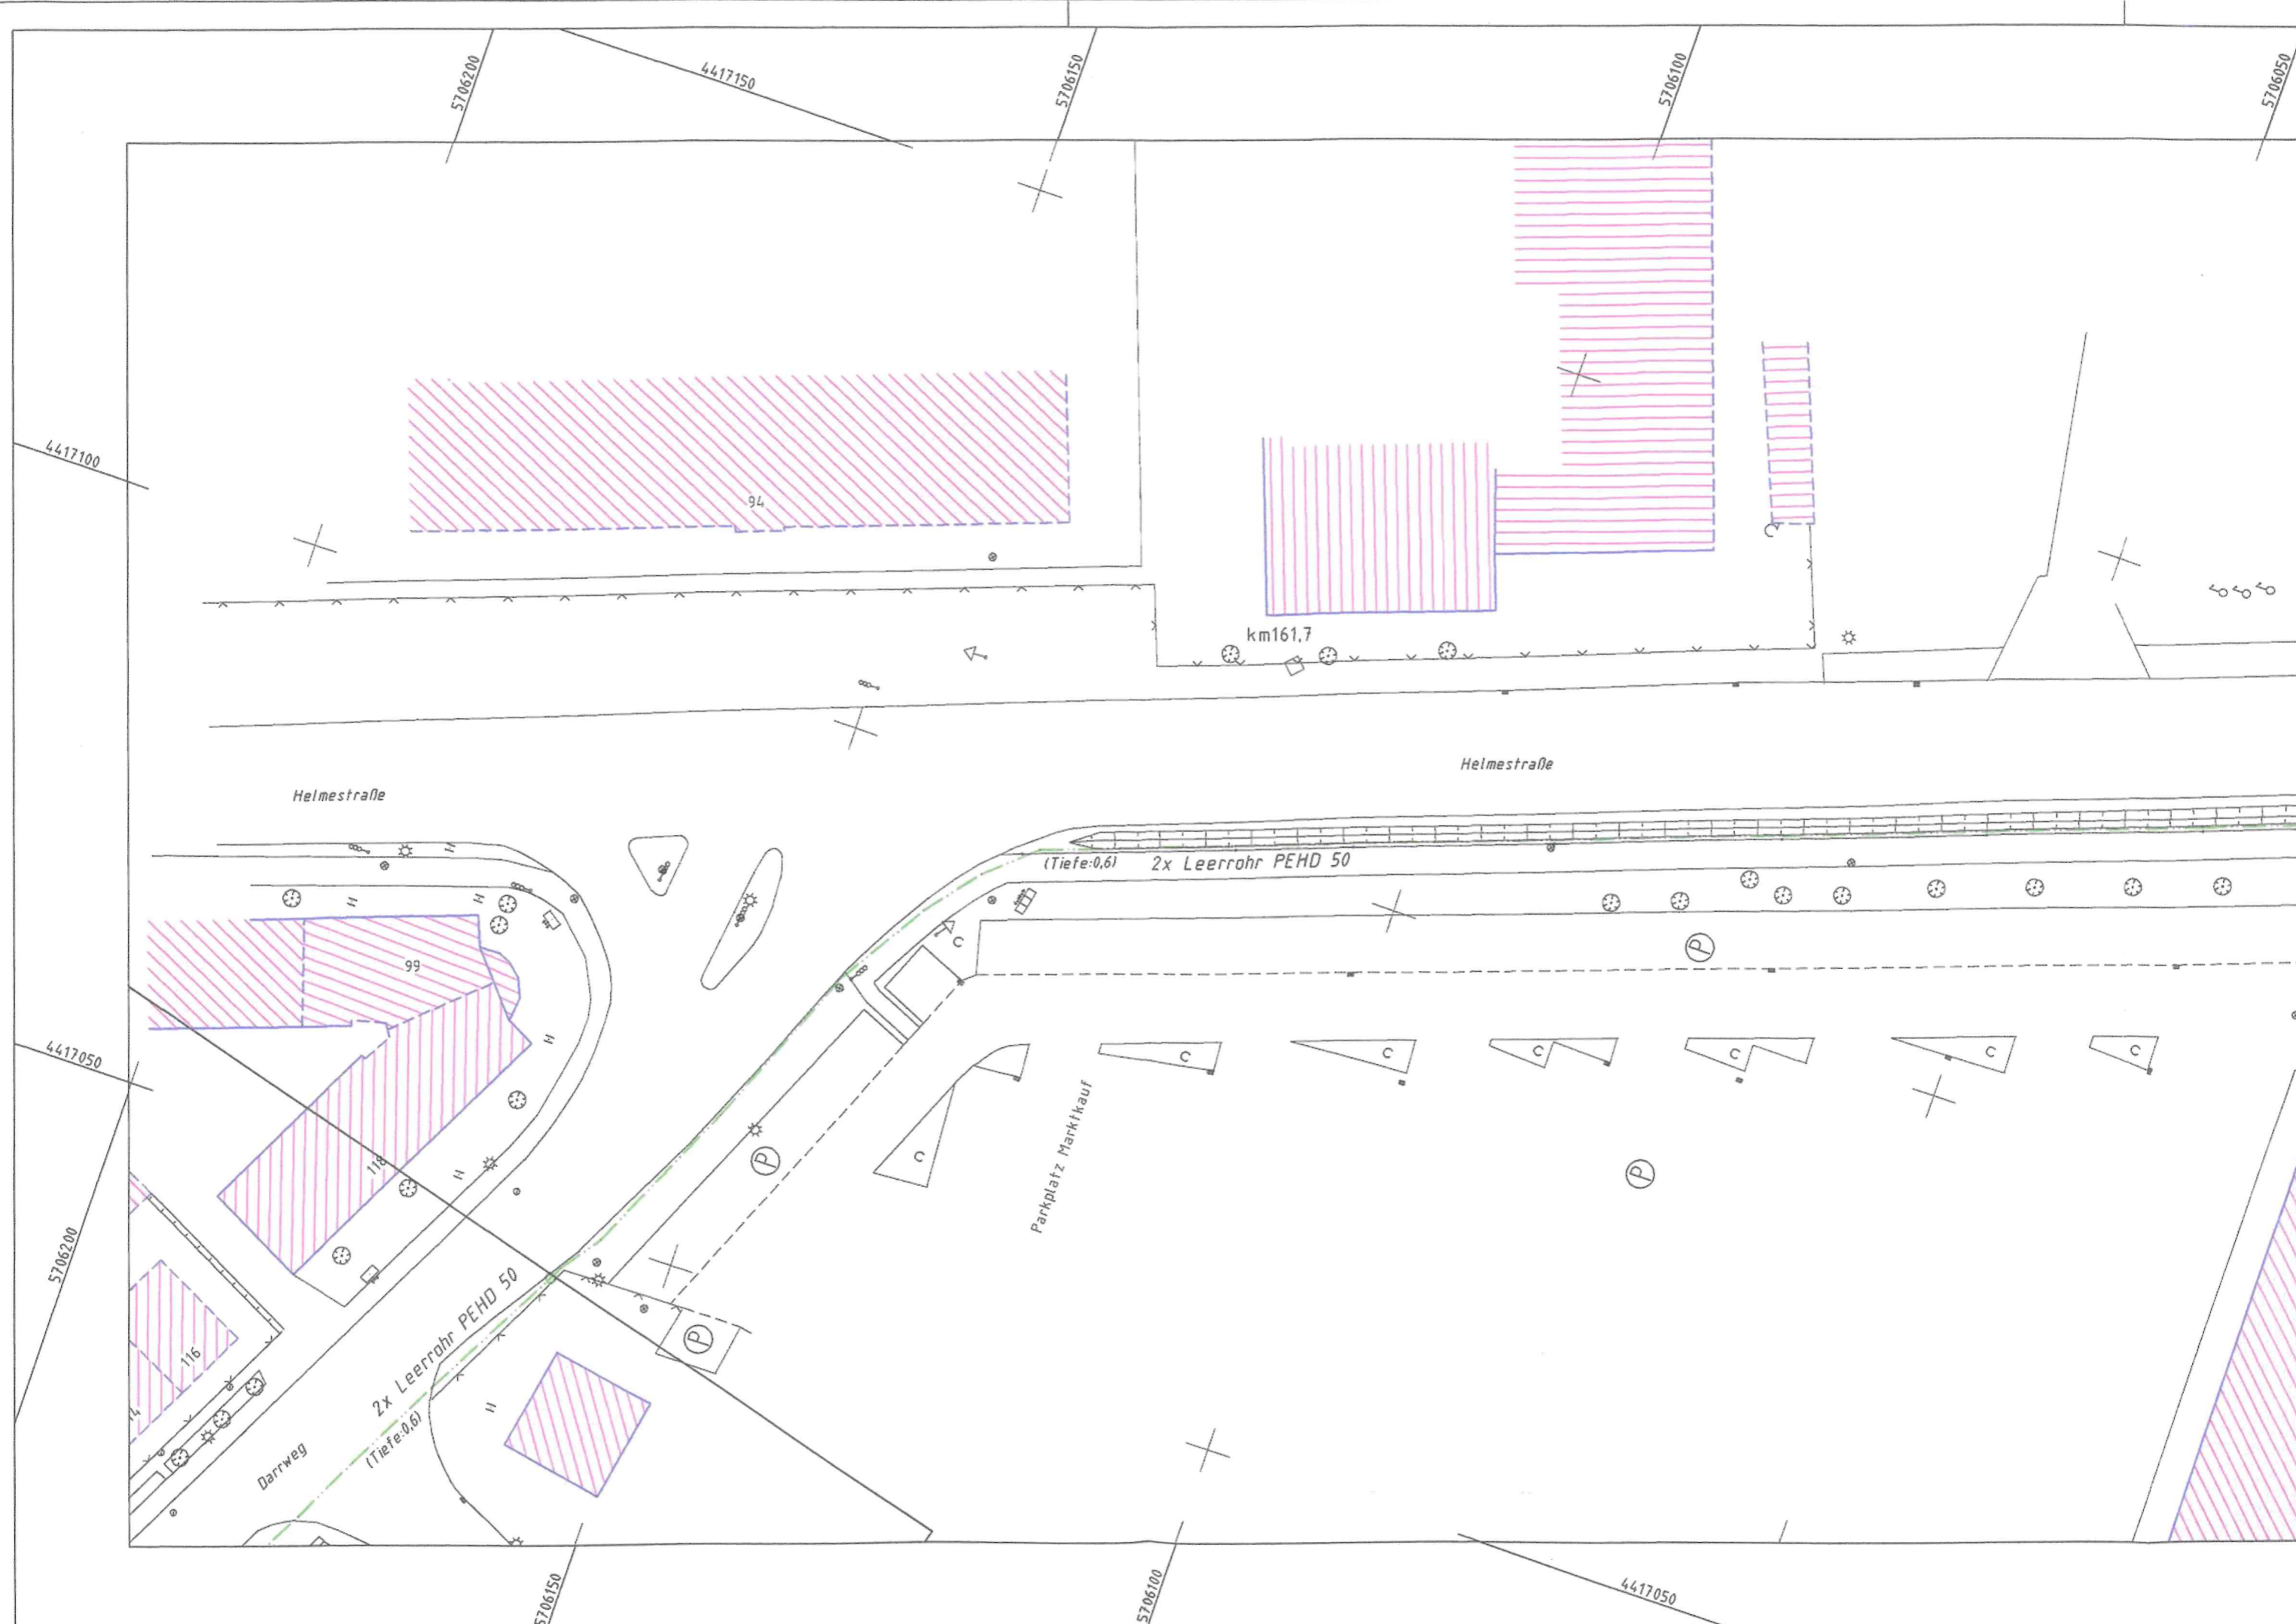 5706200
4417150
5706150
5706100
5706050
4417100
94
km161,7
Helmestraße
Helmestraße
(Tiefe:0,6)
2x Leerrohr PEHD 50
C
P
99
4417050
C
C
C
C
C
C
Parkplatz Marktkauf
C
P
P
118
5706200
2x Leerrohr PEHD 50
(Tiefe:0,6)
P
116
Darrweg
5706150
5706100
4417050